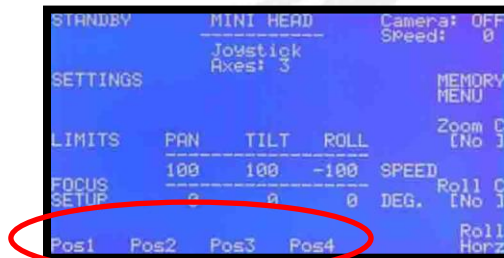 STANDBY MINI HEAD Camera: OFF
Speed: 0
Joystick
Axes: 3
SETTINGS MEMORY
MENU
Zoom C
LIMITS PAN TILT ROLL [No
100 100 -100 SPEED
FOCUS Roll C
SETUP 0 0 0 DEG. [No
Roll
Pos1 Pos2 Pos3 Pos4 Horz